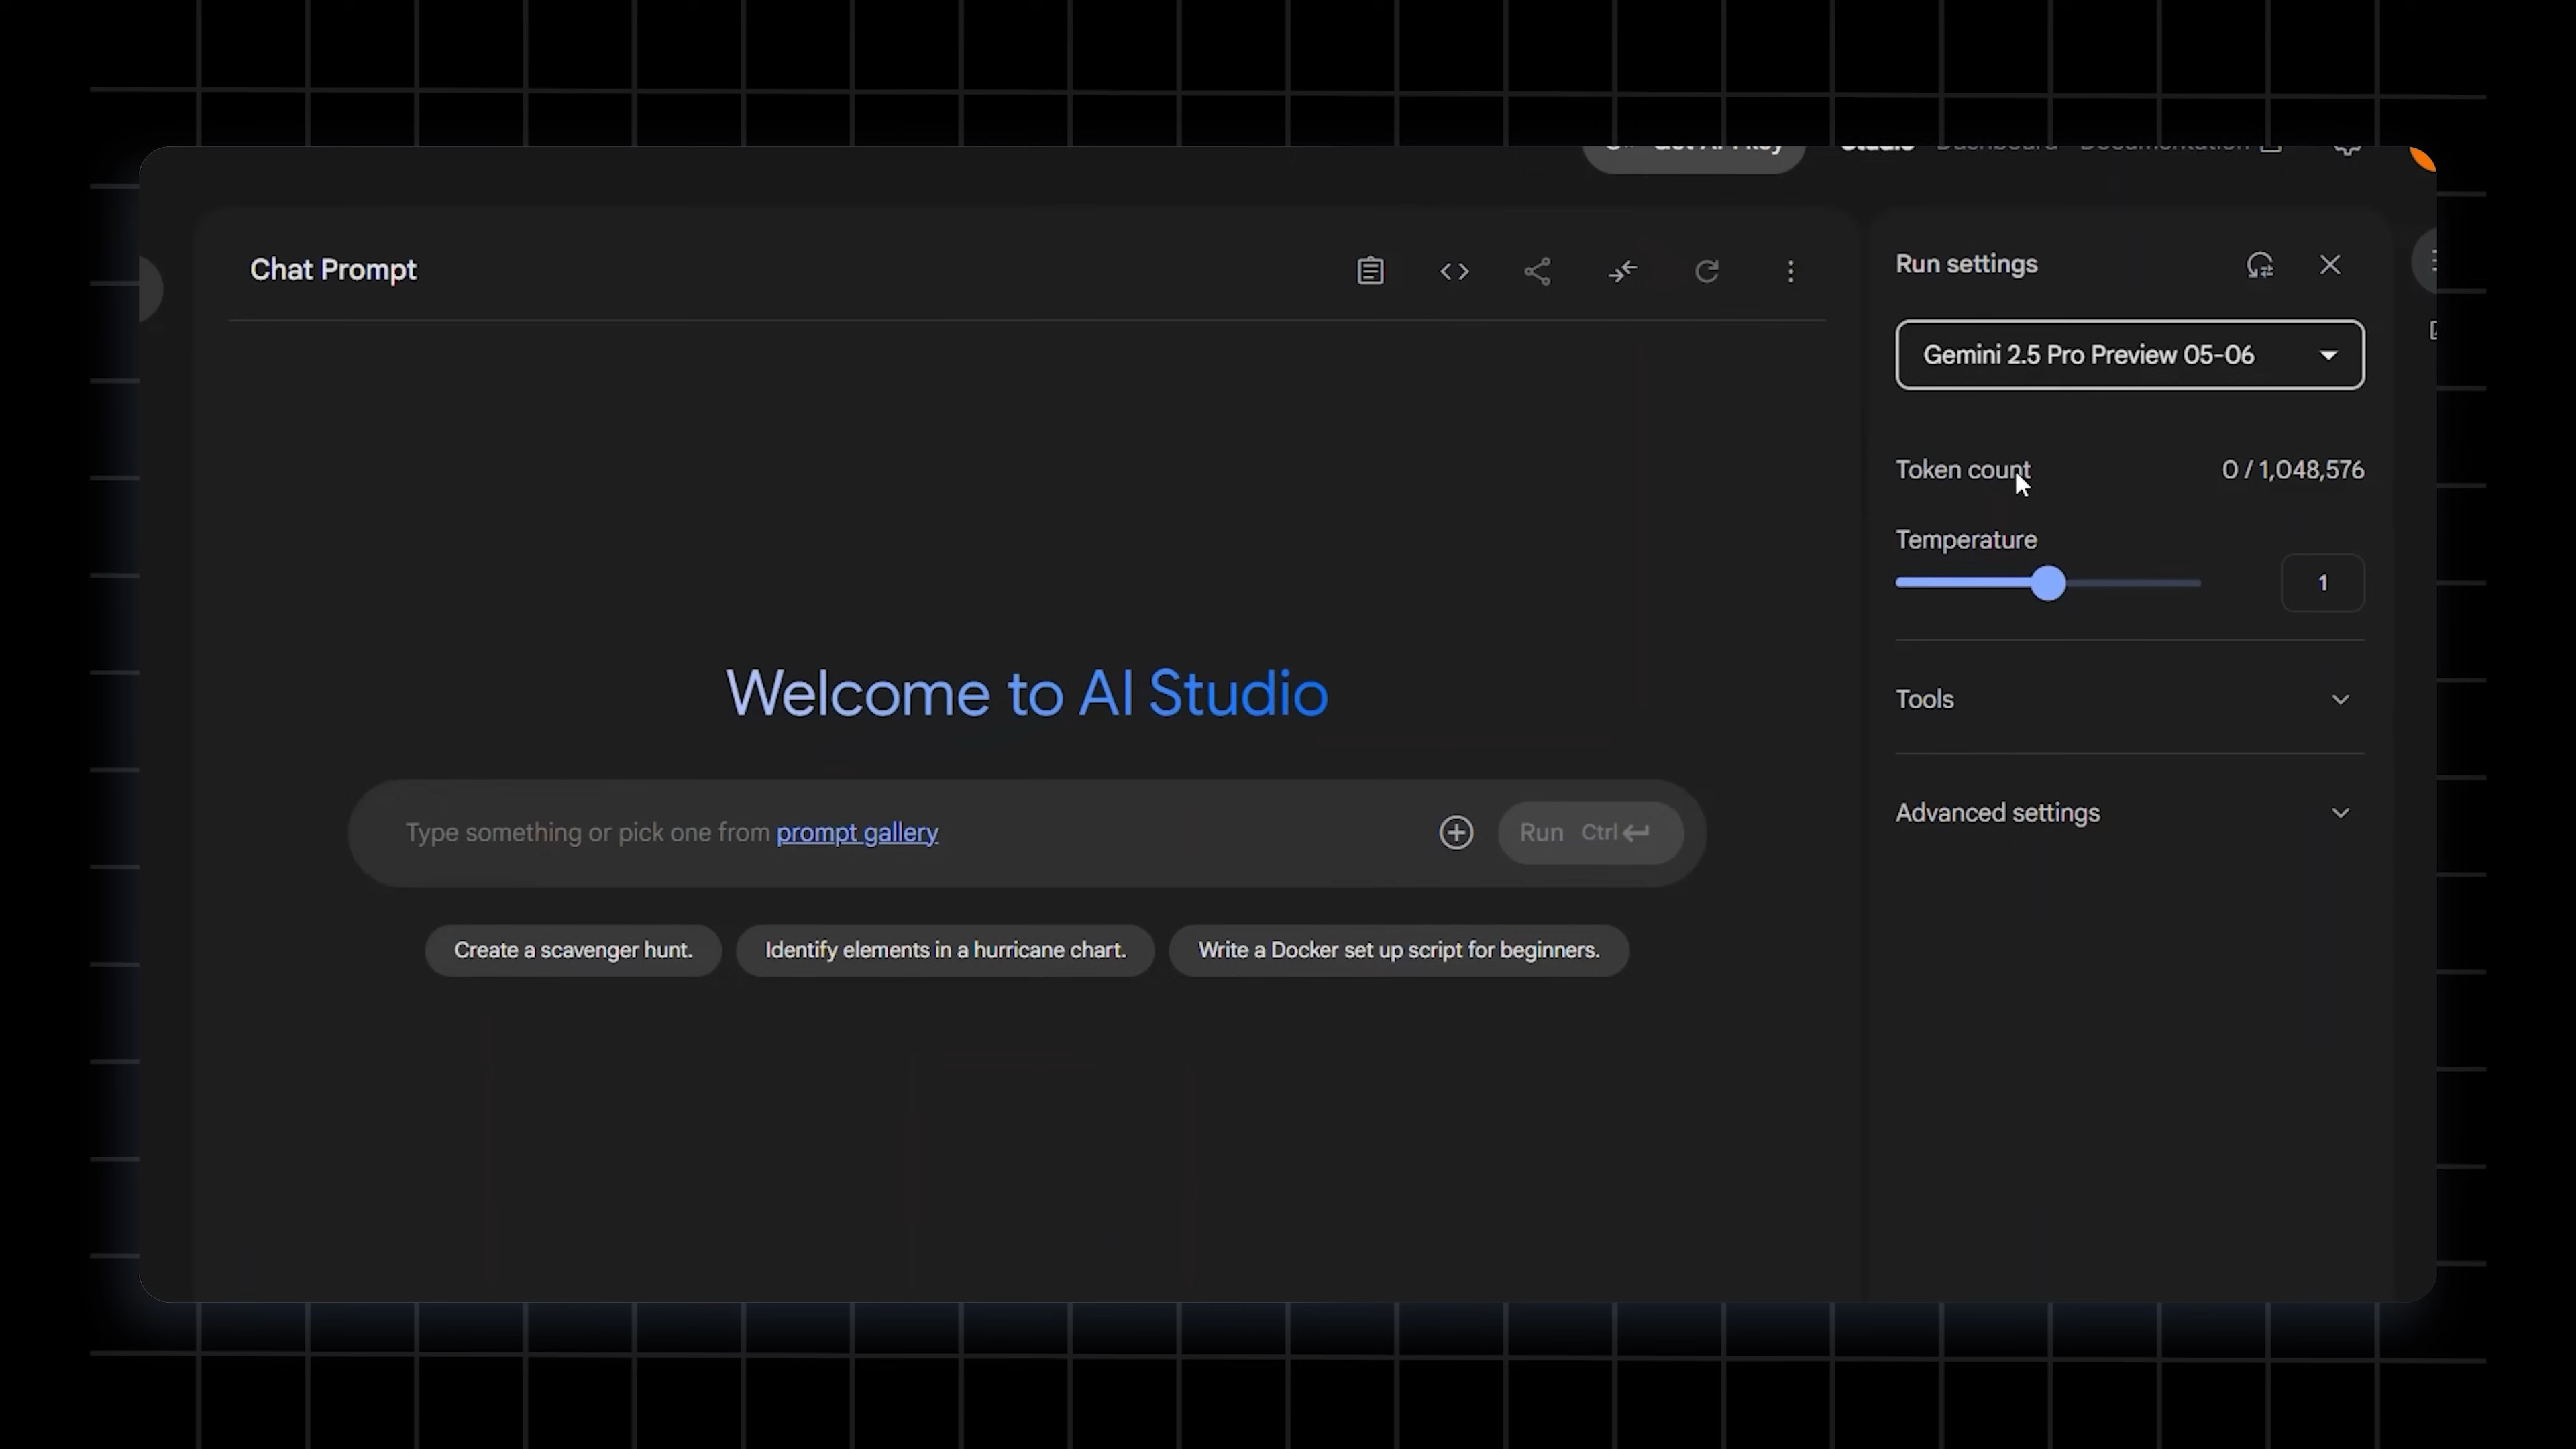 Studio
Chat Prompt
Run settings
Gemini 2.5 Pro Preview 05-06
Token count 0 / 1,048,576
Temperature
1
Welcome to AI Studio
Tools
Type something or pick one from prompt gallery
Run Ctrl
Advanced settings
Create a scavenger hunt.
Identify elements in a hurricane chart.
Write a Docker set up script for beginners.